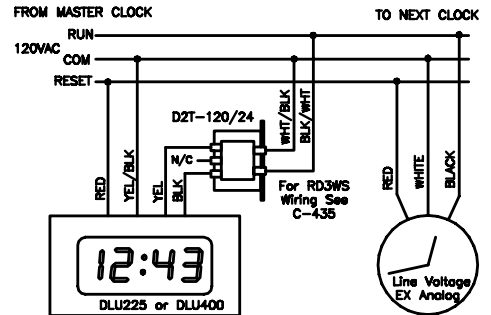 FROM MASTER CLOCK
TO NEXT CLOCK
RUN
120VAC
COM
RESET
D2T-120/24
WHT/BLK
BLK/WHT
N/C
RED
YEL/BLK
YEL
BLK
For RD3WS
Wiring See
C-435
RED
WHITE
BLACK
12:43
DLU225 or DLU400
Line Voltage
EX Analog